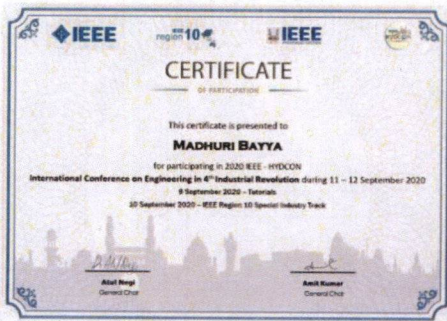 IEEE
IEEE region 10
IEEE
CERTIFICATE
OF PARTICIPATION
This certificate is presented to
MADHURI BAYYA
for participating in 2020 IEEE - HYDCON
International Conference on Engineering in 4th Industrial Revolution during 11 – 12 September 2020
9 September 2020 – Tutorials
10 September 2020 – IEEE Region 10 Special Industry Track
Atul Negi
General Chair
Amit Kumar
General Chair